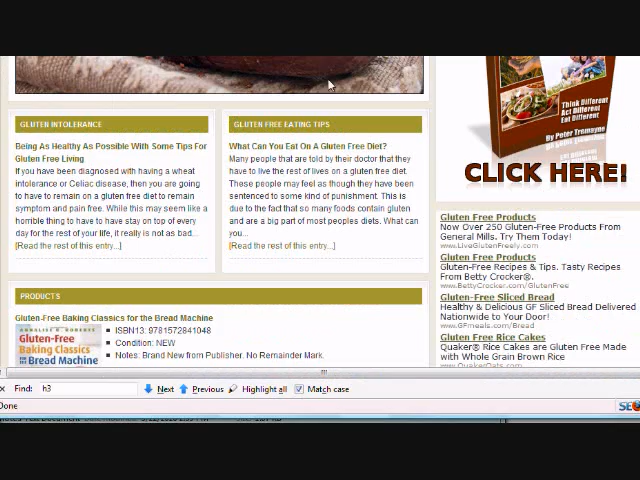 GLUTEN INTOLERANCE
Being As Healthy As Possible With Some Tips For
Gluten Free Living
If you have been diagnosed with having a wheat
intolerance or Celiac disease, then you are going
to have to remain on a gluten free diet to remain
symptom and pain free. While this may seem like a
horrible thing to have to have stay on top of every
day for the rest of your life, it really is not as bad...
[Read the rest of this entry...]
GLUTEN FREE EATING TIPS
What Can You Eat On A Gluten Free Diet?
Many people that are told by their doctor that they
have to live the rest of lives on a gluten free diet.
These people may feel as though they have been
sentenced to some kind of punishment. This is
due to the fact that so many foods contain gluten
and are a big part of most peoples diets. What can
you...
[Read the rest of this entry...]
PRODUCTS
Gluten-Free Baking Classics for the Bread Machine
ANNALISE G. ROBERTS
Gluten-Free
Baking Classics
FOR THE Bread Machine
ISBN13: 9781572841048
Condition: NEW
Notes: Brand New from Publisher. No Remainder Mark.
Think Different
Act Different
Eat Different
By Peter Tremayne
CLICK HERE!
Gluten Free Products
Now Over 250 Gluten-Free Products From
General Mills. Try Them Today!
www.LiveGlutenFreely.com
Gluten Free Products
Gluten-Free Recipes & Tips. Tasty Recipes
From Betty Crocker®.
www.BettyCrocker.com/GlutenFree
Gluten-Free Sliced Bread
Healthy & Delicious GF Sliced Bread Delivered
Nationwide to Your Door!
www.GFmeals.com/Bread
Gluten Free Rice Cakes
Quaker® Rice Cakes are Gluten Free Made
with Whole Grain Brown Rice
www.QuakerOats.com
Find: h3 Next Previous Highlight all Match case
Done